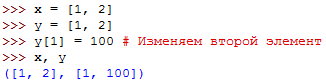 >>> x = [1, 2]
>>> y = [1, 2]
>>> y[1] = 100 # Изменяем второй элемент
>>> x, y
([1, 2], [1, 100])